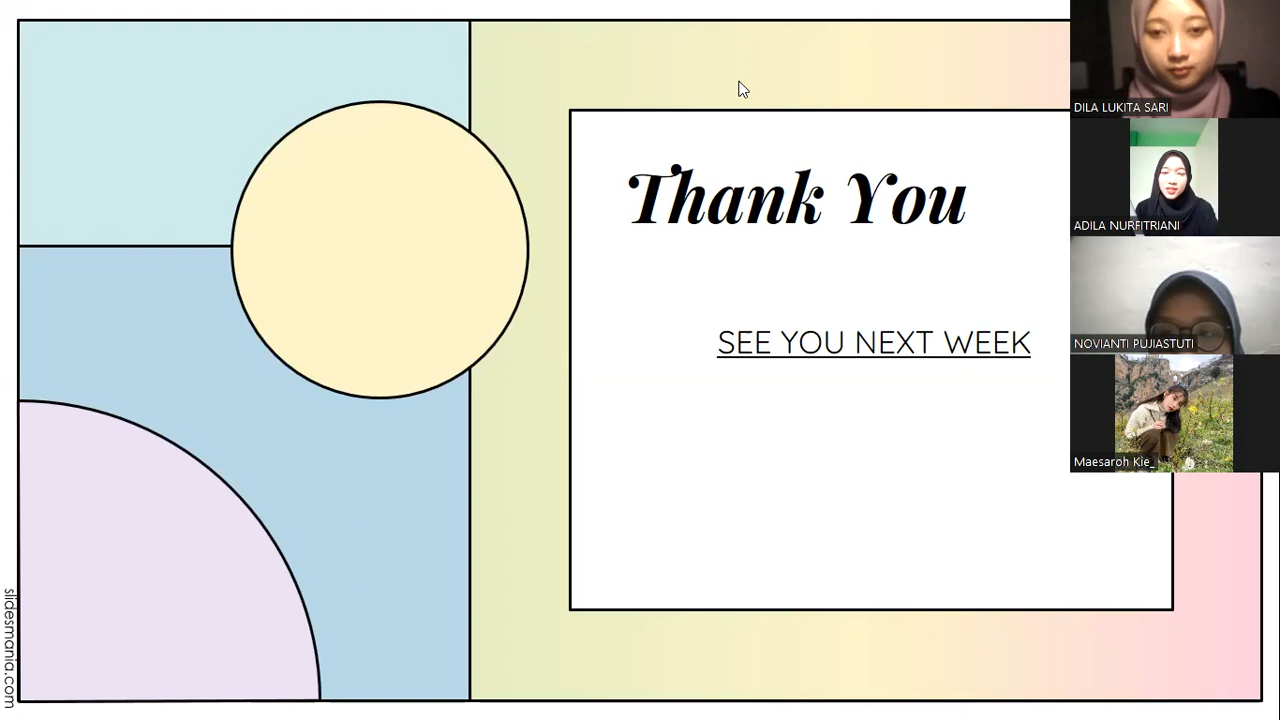 Thank You
SEE YOU NEXT WEEK
DILA LUKITA SARI
ADILA NURFITRIANI
NOVIANTI PUJIASTUTI
Maesaroh Kie_
slidesmania.com